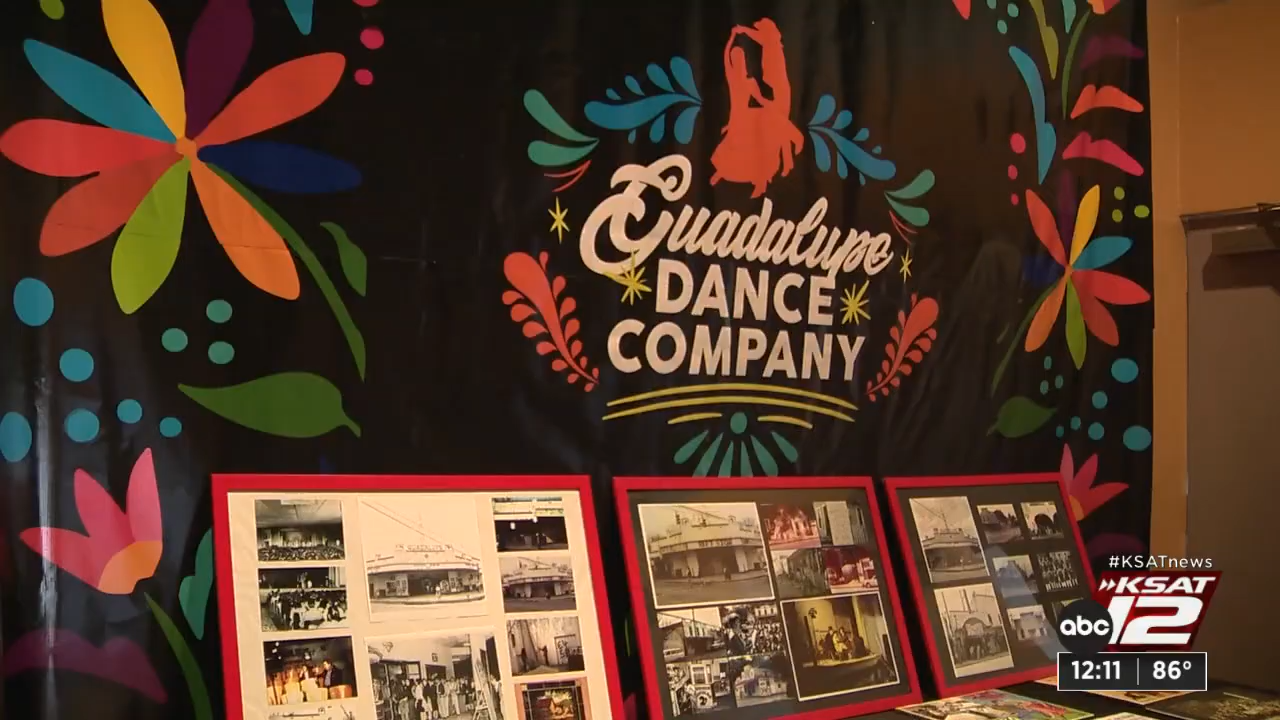 Guadalupe
DANCE
COMPANY
#KSATnews
KSAT
abc 12
12:11 86°